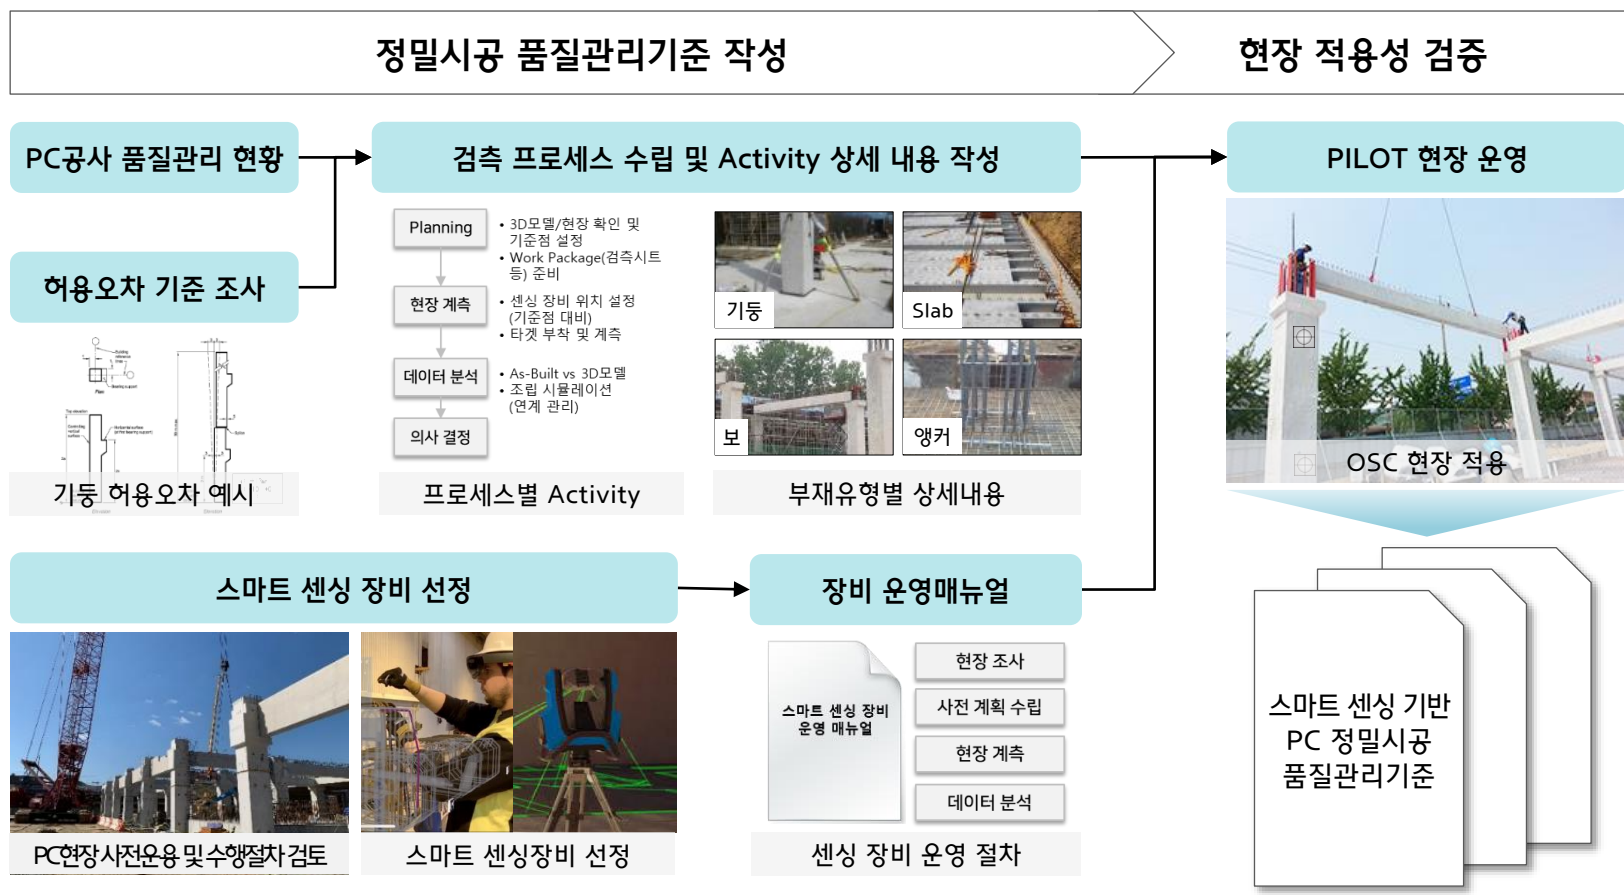 정밀시공 품질관리기준 작성
현장 적용성 검증
PC공사 품질관리 현황
검측 프로세스 수립 및 Activity 상세 내용 작성
PILOT 현장 운영
허용오차 기준 조사
기둥 허용오차 예시
Planning
• 3D모델/현장 확인 및
기준점 설정
• Work Package(검측시트
등) 준비
현장 계측
• 센싱 장비 위치 설정
(기준점 대비)
• 타겟 부착 및 계측
데이터 분석
• As-Built vs 3D모델
• 조립 시뮬레이션
(연계 관리)
의사 결정
프로세스별 Activity
기둥
Slab
보
앵커
부재유형별 상세내용
OSC 현장 적용
스마트 센싱 장비 선정
장비 운영매뉴얼
PC현장 사전운용 및 수행절차 검토
스마트 센싱장비 선정
스마트 센싱 장비
운영 매뉴얼
현장 조사
사전 계획 수립
현장 계측
데이터 분석
센싱 장비 운영 절차
스마트 센싱 기반
PC 정밀시공
품질관리기준